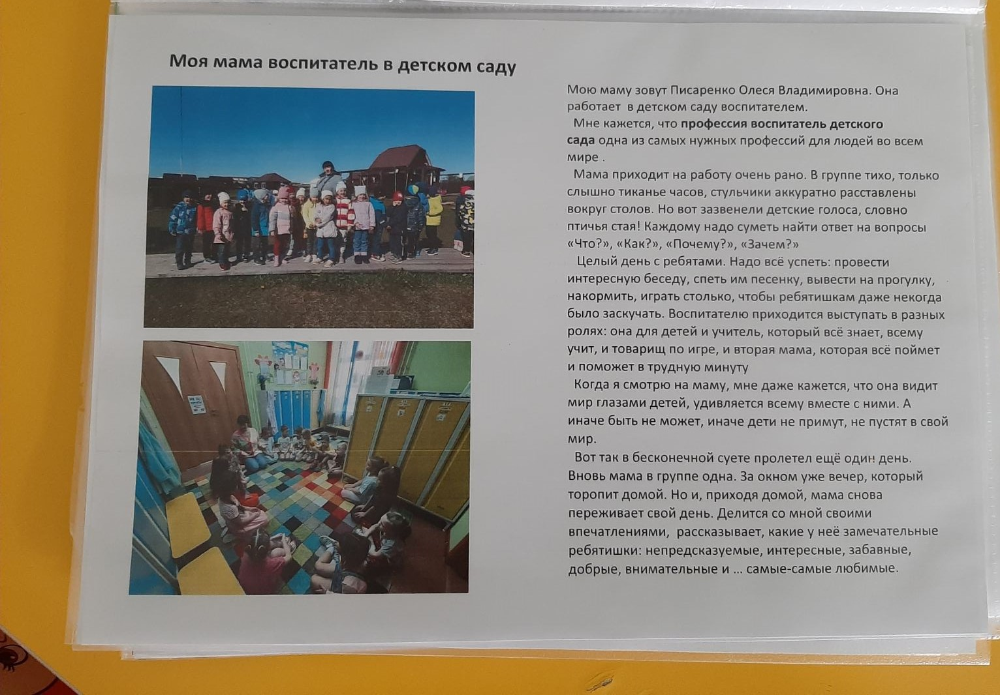 Моя мама воспитатель в детском саду
Мою маму зовут Писаренко Олеся Владимировна. Она
работает в детском саду воспитателем.
Мне кажется, что профессия воспитатель детского
сада одна из самых нужных профессий для людей во всем
мире .
Мама приходит на работу очень рано. В группе тихо, только
слышно тиканье часов, стульчики аккуратно расставлены
вокруг столов. Но вот зазвенели детские голоса, словно
птичья стая! Каждому надо суметь найти ответ на вопросы
«Что?», «Как?», «Почему?», «Зачем?»
Целый день с ребятами. Надо всё успеть: провести
интересную беседу, спеть им песенку, вывести на прогулку,
накормить, играть столько, чтобы ребятишкам даже некогда
было заскучать. Воспитателю приходится выступать в разных
ролях: она для детей и учитель, который всё знает, всему
учит, и товарищ по игре, и вторая мама, которая всё поймет
и поможет в трудную минуту
Когда я смотрю на маму, мне даже кажется, что она видит
мир глазами детей, удивляется всему вместе с ними. А
иначе быть не может, иначе дети не примут, не пустят в свой
мир.
Вот так в бесконечной суете пролетел ещё один день.
Вновь мама в группе одна. За окном уже вечер, который
торопит домой. Но и, приходя домой, мама снова
переживает свой день. Делится со мной своими
впечатлениями, рассказывает, какие у неё замечательные
ребятишки: непредсказуемые, интересные, забавные,
добрые, внимательные и … самые-самые любимые.